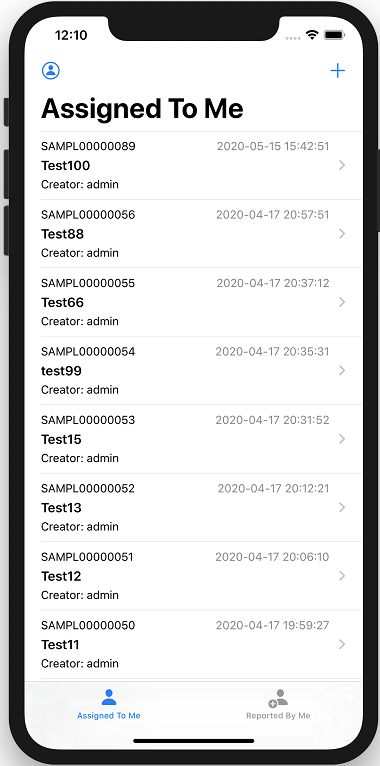 12:10
Assigned To Me
SAMPL00000089 2020-05-15 15:42:51
Test100
Creator: admin
SAMPL00000056 2020-04-17 20:57:51
Test88
Creator: admin
SAMPL00000055 2020-04-17 20:37:12
Test66
Creator: admin
SAMPL00000054 2020-04-17 20:35:31
test99
Creator: admin
SAMPL00000053 2020-04-17 20:31:52
Test15
Creator: admin
SAMPL00000052 2020-04-17 20:12:21
Test13
Creator: admin
SAMPL00000051 2020-04-17 20:06:10
Test12
Creator: admin
SAMPL00000050 2020-04-17 19:59:27
Test11
Creator: admin
Assigned To Me Reported By Me